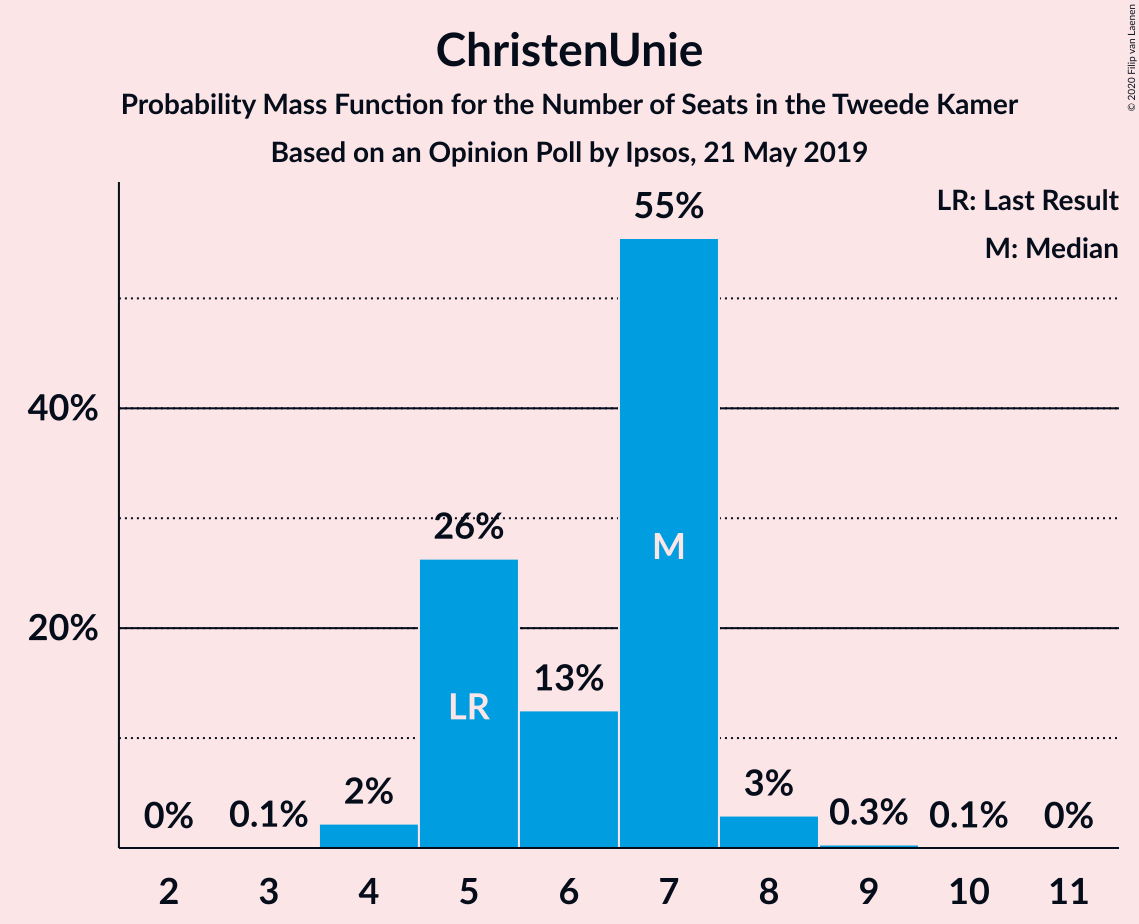 ChristenUnie
Probability Mass Function for the Number of Seats in the Tweede Kamer
Based on an Opinion Poll by Ipsos, 21 May 2019
© 2020 Filip van Laenen
LR: Last Result
M: Median
55%
40%
26%
M
20%
13%
LR
2%
3%
0%
0.1%
0.3%
0.1%
0%
2 3 4 5 6 7 8 9 10 11